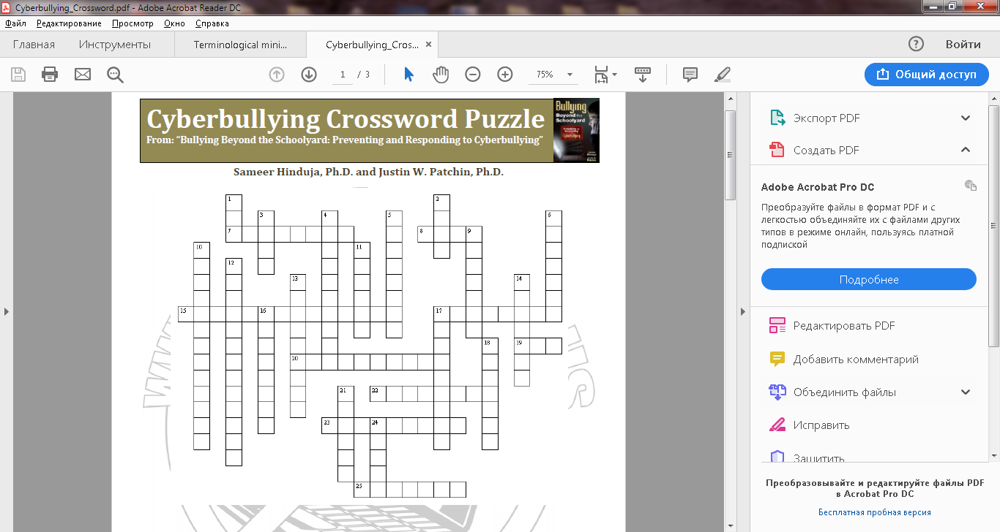 Cyberbullying_Crossword.pdf - Adobe Acrobat Reader DC
Файл Редактирование Просмотр Окно Справка
Главная Инструменты Terminological mini... Cyberbullying_Cros... × ? Войти
1 / 3 75% Общий доступ
Cyberbullying Crossword Puzzle
From: “Bullying Beyond the Schoolyard: Preventing and Responding to Cyberbullying”
Bullying
Beyond the
Schoolyard
Sameer Hinduja, Ph.D. and Justin W. Patchin, Ph.D.
1 2
3 4 5 6
7 8 9
10 11
12
13 14
15 16 17
18 19
20
21 22
23 24
25
Экспорт PDF
Создать PDF
Adobe Acrobat Pro DC
Преобразуйте файлы в формат PDF и с
легкостью объединяйте их с файлами других
типов в режиме онлайн, пользуясь платной
подпиской
Подробнее
Редактировать PDF
Добавить комментарий
Объединить файлы
Исправить
Защитить
Преобразовывайте и редактируйте файлы PDF
в Acrobat Pro DC
Бесплатная пробная версия